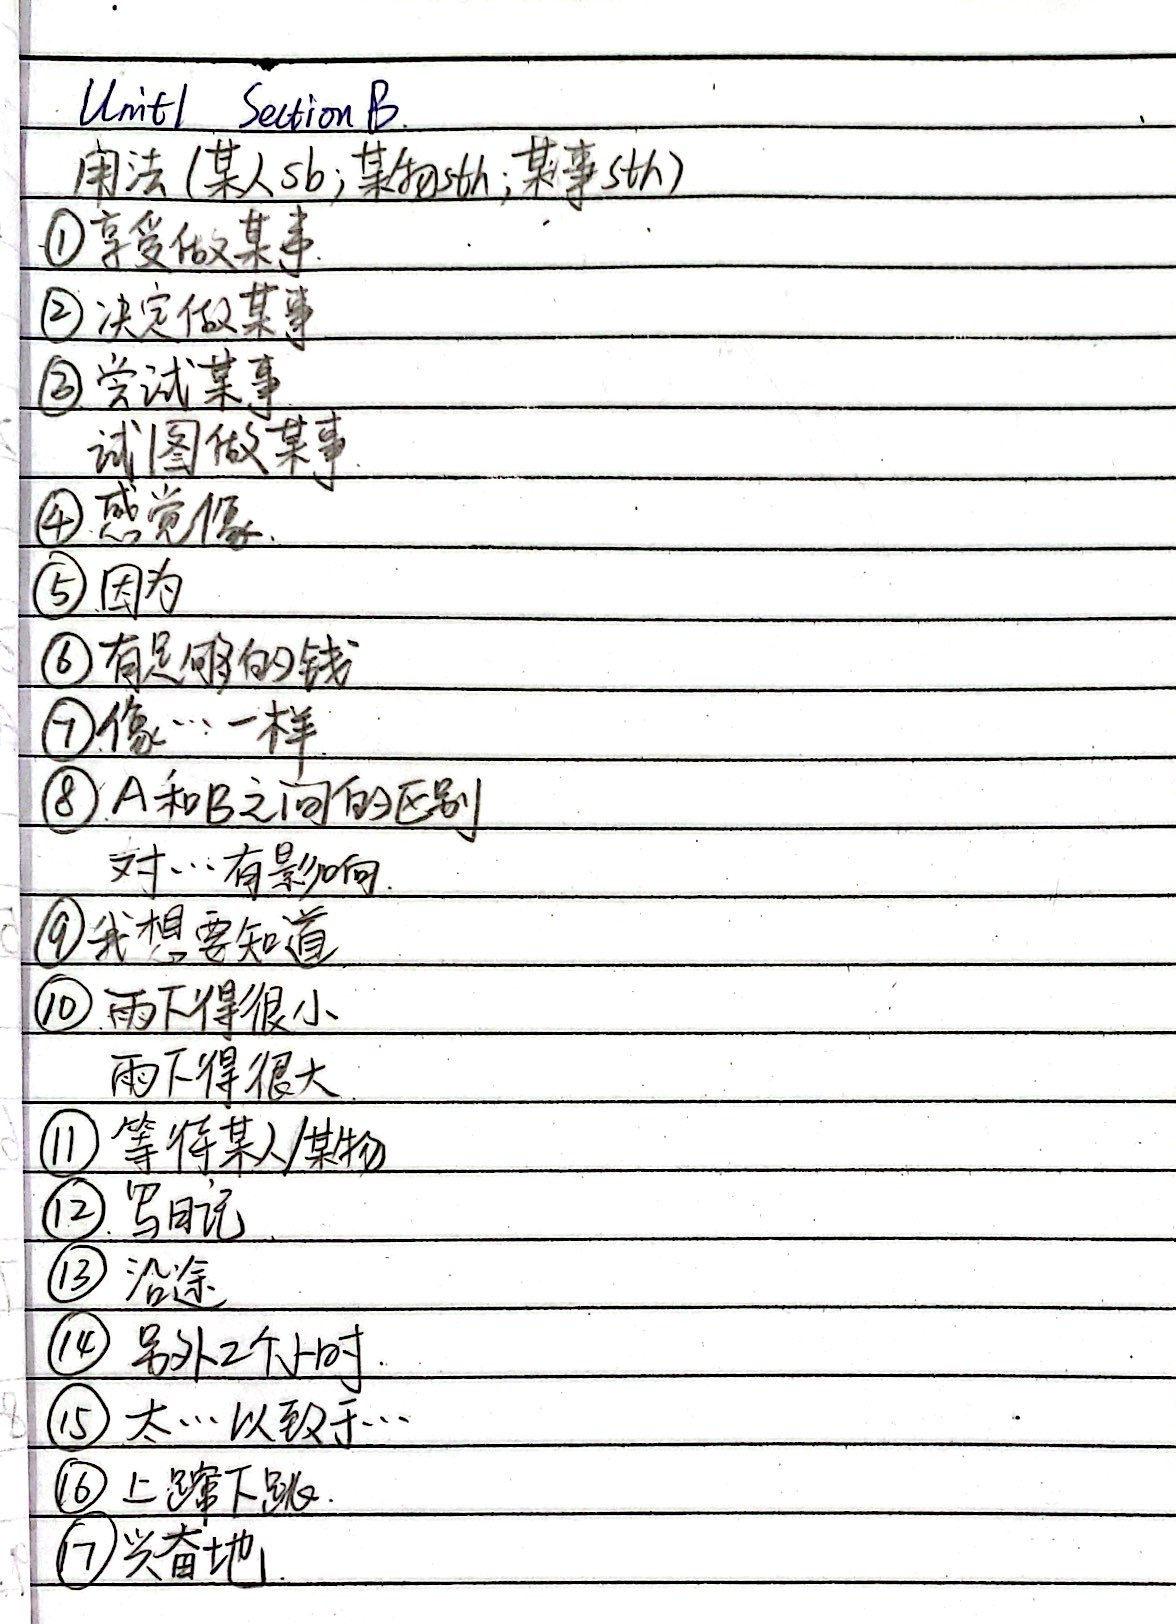 Unit1 Section B.
用法(某人sb;某物sth;某事sth)
①享受做某事.
②决定做某事
③尝试某事.
试图做某事.
④感觉像.
⑤因为
⑥有足够的钱
⑦像…一样.
⑧A和B之间的区别
对…有影响.
⑨我想要知道
⑩雨下得很小.
雨下得很大.
⑪等待某人/某物
⑫写日记.
⑬沿途
⑭另外2个小时.
⑮太…以致于…
⑯上蹿下跳.
⑰兴奋地.